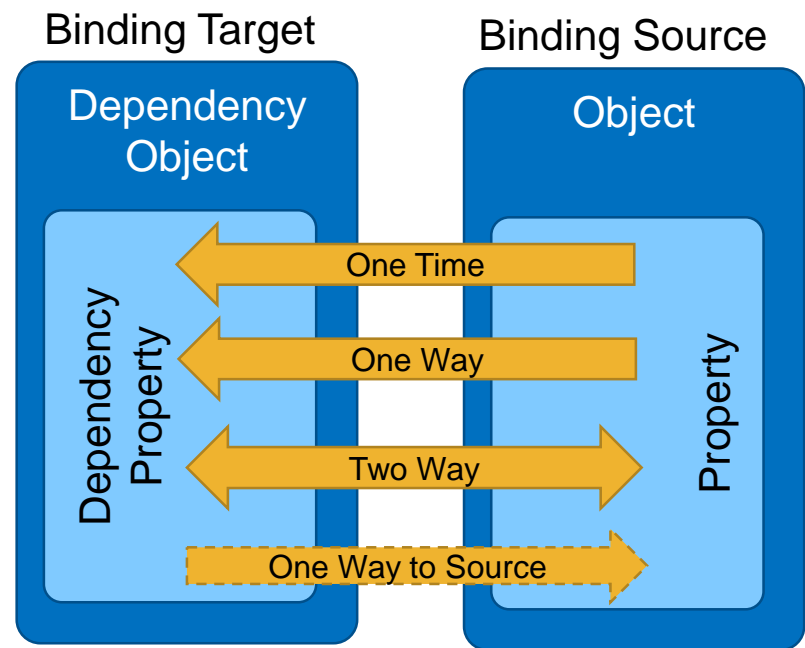 Binding Target
Binding Source
Dependency
Object
Object
Dependency
Property
One Time
One Way
Two Way
One Way to Source
Property